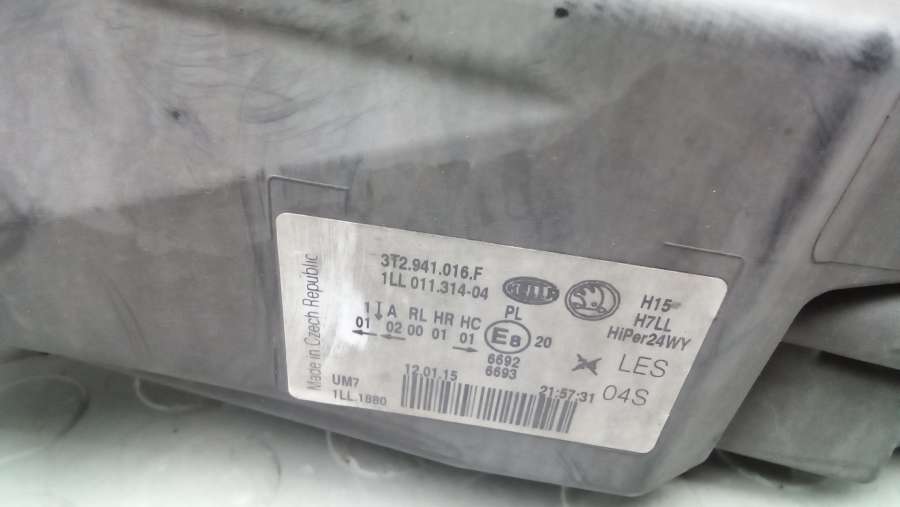 Made in Czech Republic
3T2.941.016.F
1LL 011.314-04
HELLA
PL
H15
H7LL
HiPer24WY
1 A RL HR HC
01 02 00 01 01
E8 20
6692
6693
LES
04S
12.01.15
21:57:31
UM7
1LL.1880